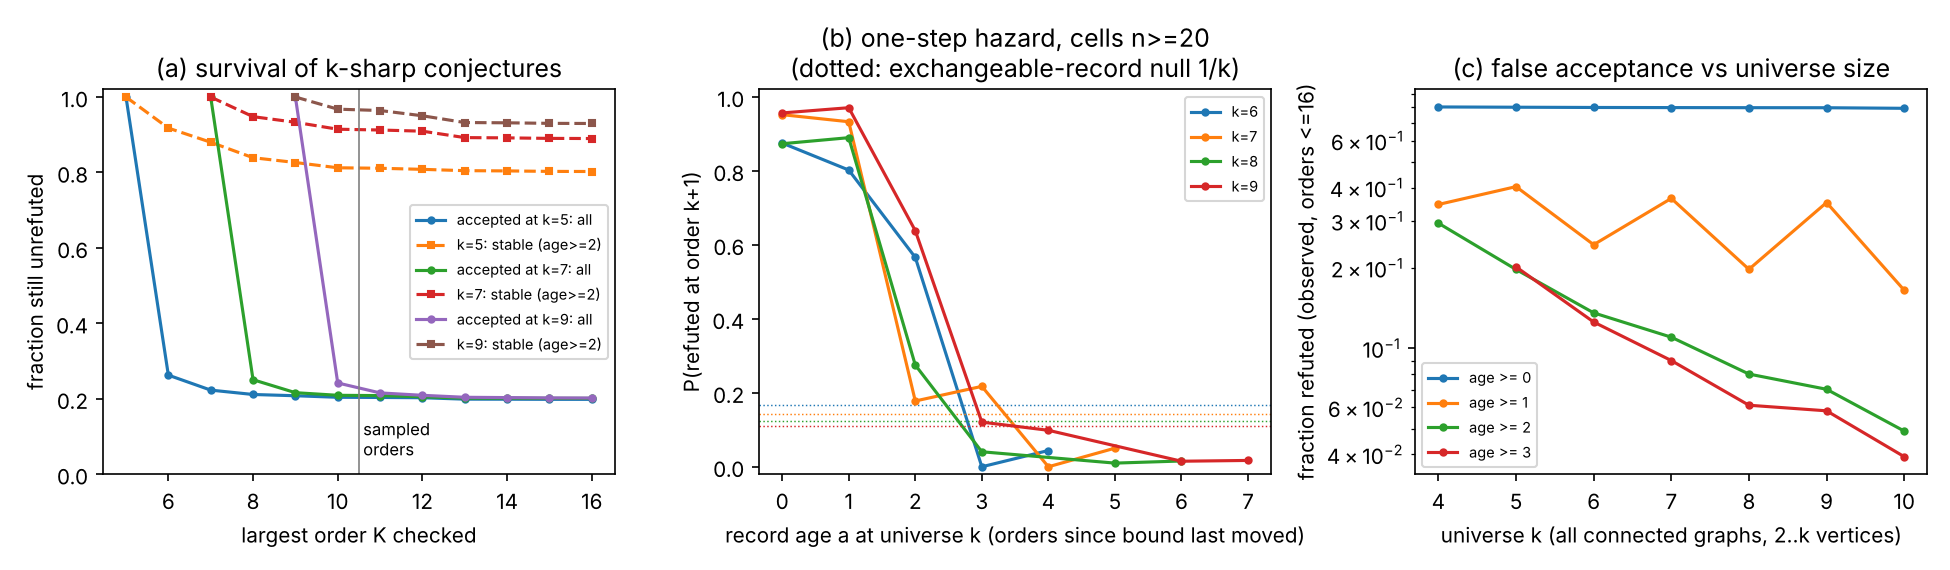 (a) survival of k-sharp conjectures
fraction still unrefuted
1.0
0.8
0.6
0.4
0.2
0.0
6
8
10
12
14
16
largest order K checked
accepted at k=5: all
k=5: stable (age>=2)
accepted at k=7: all
k=7: stable (age>=2)
accepted at k=9: all
k=9: stable (age>=2)
sampled
orders
(b) one-step hazard, cells n>=20
(dotted: exchangeable-record null 1/k)
P(refuted at order k+1)
1.0
0.8
0.6
0.4
0.2
0.0
0
1
2
3
4
5
6
7
record age a at universe k (orders since bound last moved)
k=6
k=7
k=8
k=9
(c) false acceptance vs universe size
fraction refuted (observed, orders <=16)
6 × 10⁻¹
4 × 10⁻¹
3 × 10⁻¹
2 × 10⁻¹
10⁻¹
6 × 10⁻²
4 × 10⁻²
4
5
6
7
8
9
10
universe k (all connected graphs, 2..k vertices)
age >= 0
age >= 1
age >= 2
age >= 3